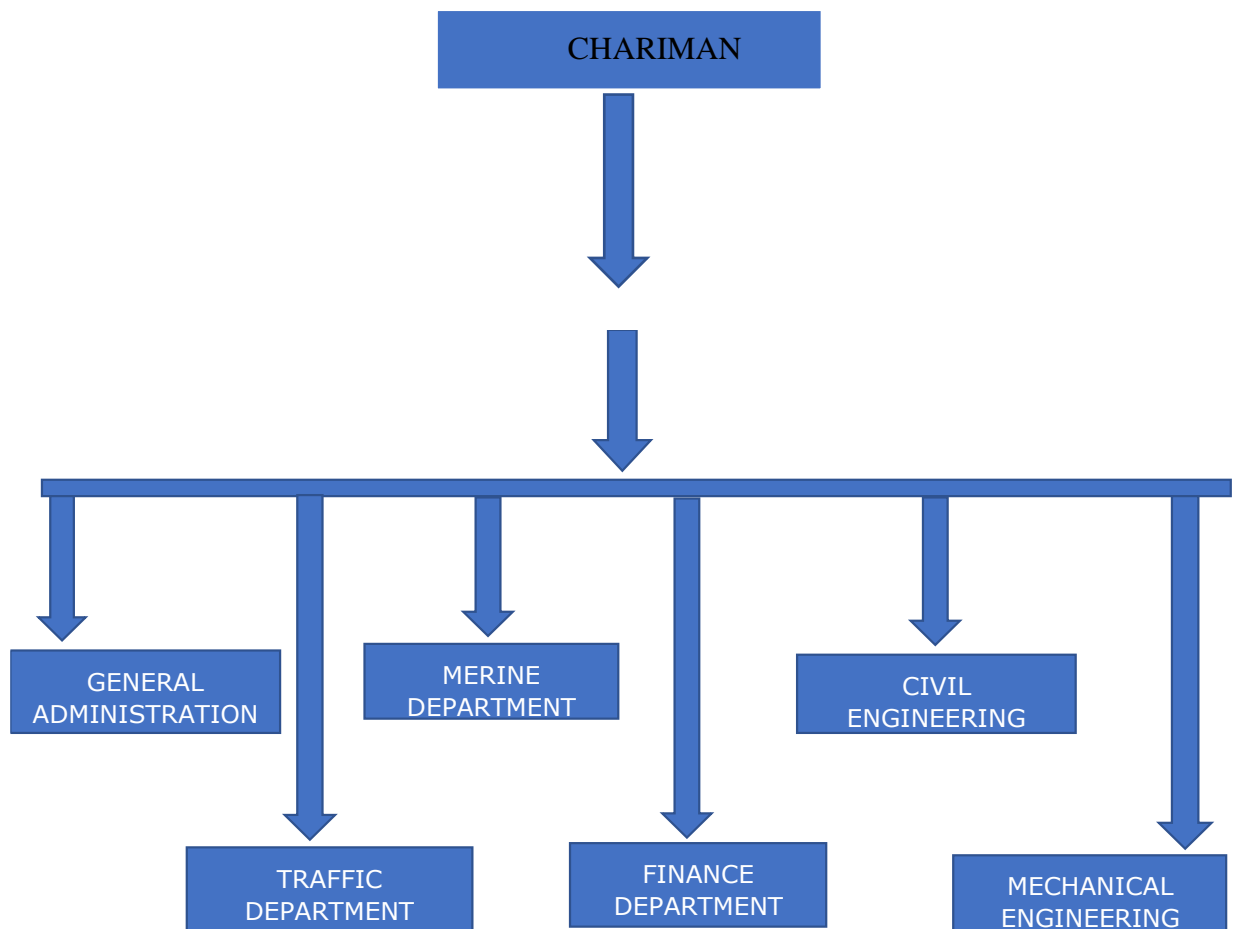 CHARIMAN
GENERAL
ADMINISTRATION
MERINE
DEPARTMENT
CIVIL
ENGINEERING
TRAFFIC
DEPARTMENT
FINANCE
DEPARTMENT
MECHANICAL
ENGINEERING